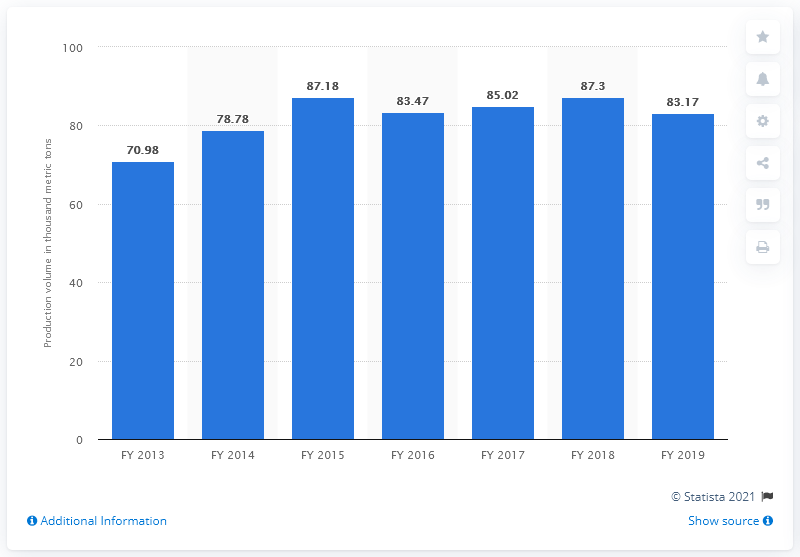 100
80
60
40
20
0
Production volume in thousand metric tons
70.98
78.78
87.18
83.47
85.02
87.3
83.17
FY 2013
FY 2014
FY 2015
FY 2016
FY 2017
FY 2018
FY 2019
© Statista 2021
Additional Information
Show source